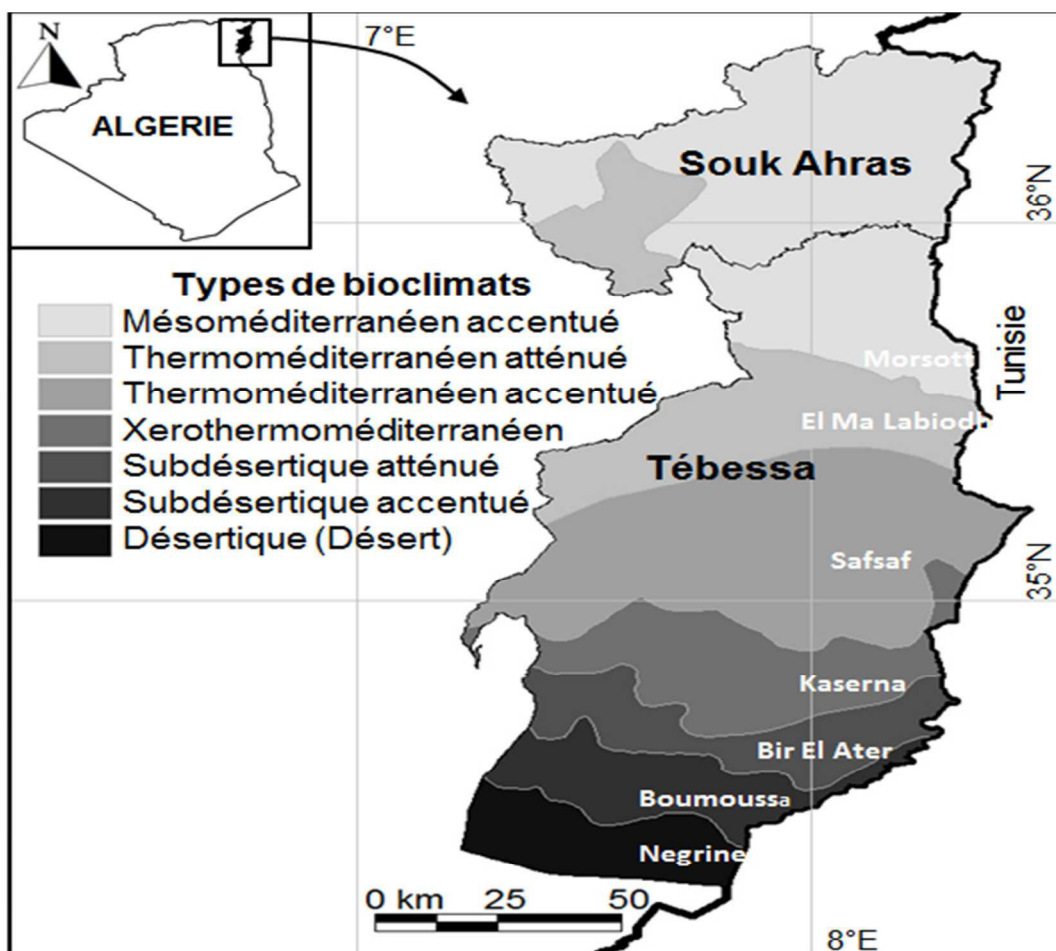 N
ALGERIE
7°E
Souk Ahras
36°N
Types de bioclimats
Mésoméditerranéen accentué
Thermoméditerranéen atténué
Thermoméditerranéen accentué
Xerothermoméditerranéen
Subdésertique atténué
Subdésertique accentué
Désertique (Désert)
Tunisie
Morsott
El Ma Labiodh
Tébessa
Safsaf
35°N
Kaserna
Bir El Ater
Boumoussa
Negrine
0 km 25 50
8°E